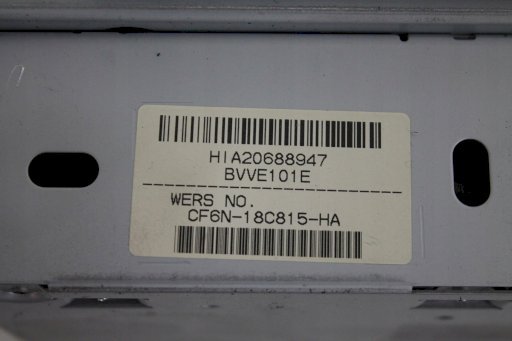 HIA20688947
BVVE101E
WERS NO.
CF6N-18C815-HA